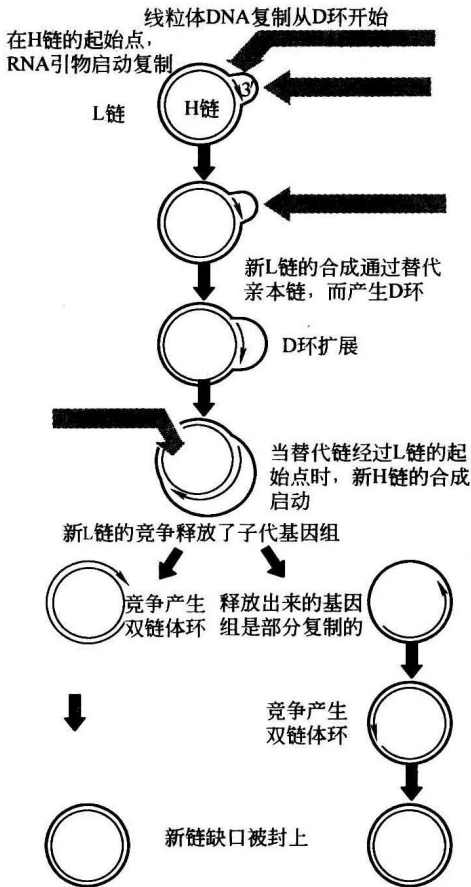 线粒体DNA复制从D环开始
在H链的起始点，
RNA引物启动复制
3′
L链
H链
新L链的合成通过替代
亲本链，而产生D环
D环扩展
当替代链经过L链的起
始点时，新H链的合成
启动
新L链的竞争释放了子代基因组
竞争产生
双链体环
释放出来的基因
组是部分复制的
竞争产生
双链体环
新链缺口被封上